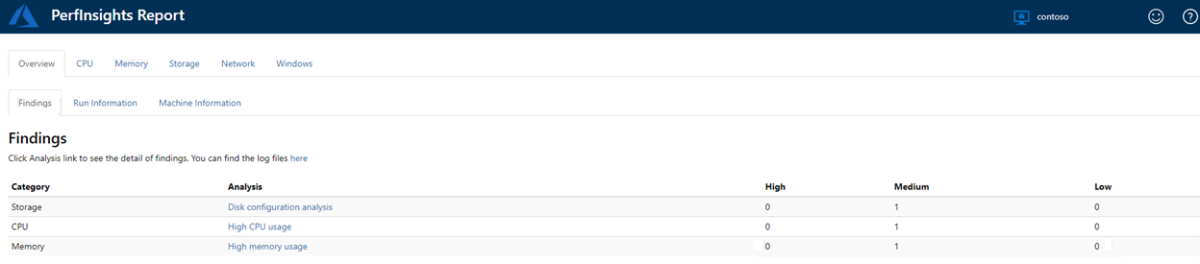 PerfInsights Report contoso
Overview CPU Memory Storage Network Windows
Findings Run Information Machine Information
Findings
Click Analysis link to see the detail of findings. You can find the log files here
Category Analysis High Medium Low
Storage Disk configuration analysis 0 1 0
CPU High CPU usage 0 1 0
Memory High memory usage 0 1 0